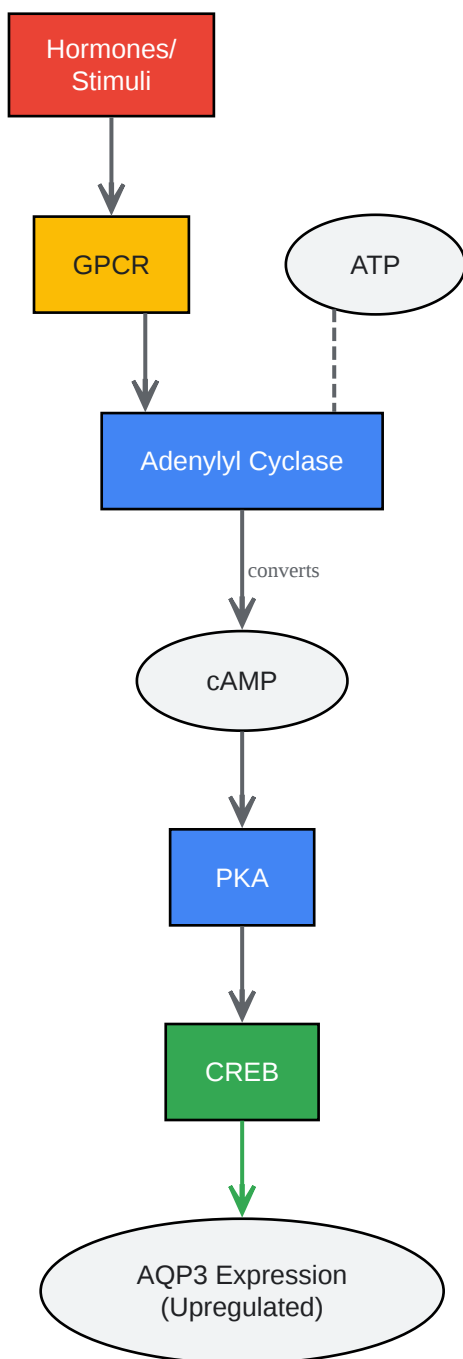 Hormones/
Stimuli
GPCR
ATP
Adenylyl Cyclase
converts
cAMP
PKA
CREB
AQP3 Expression
(Upregulated)